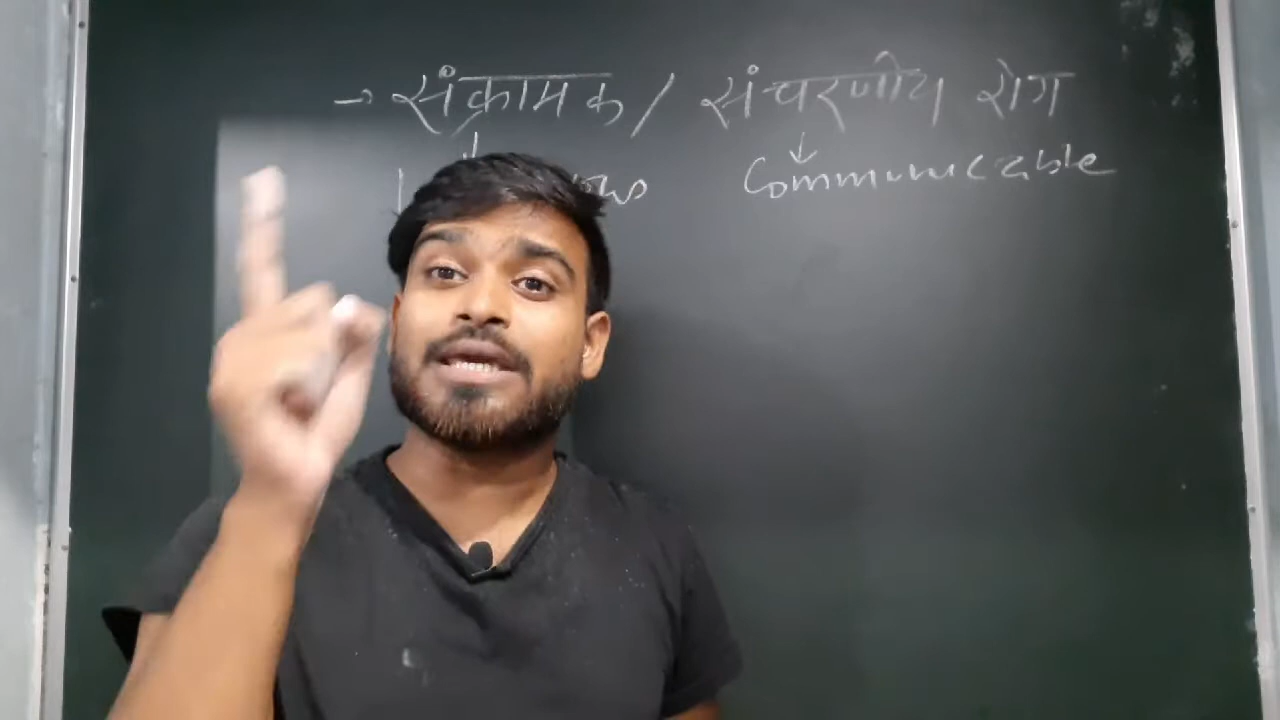 → संक्रामक / संचरणीय रोग
↓ ↓
Communicable